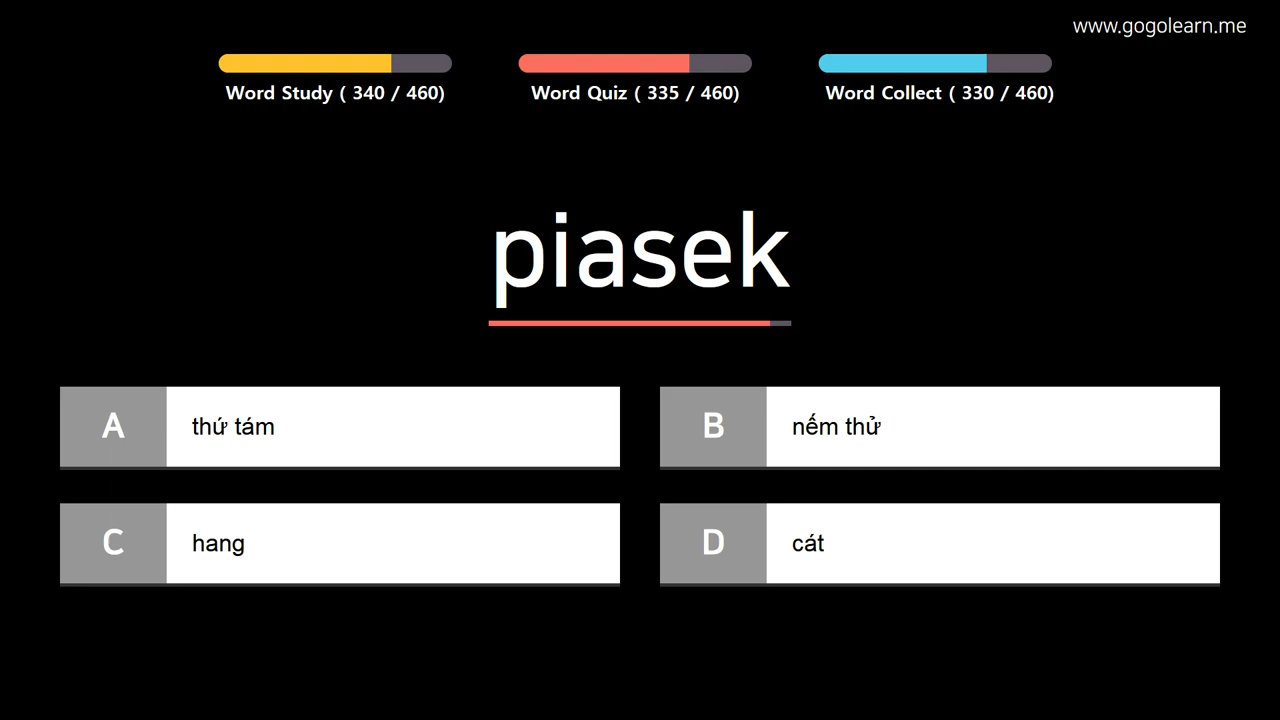 www.gogolearn.me
Word Study ( 340 / 460)
Word Quiz ( 335 / 460)
Word Collect ( 330 / 460)
piasek
A
thứ tám
B
nếm thử
C
hang
D
cát